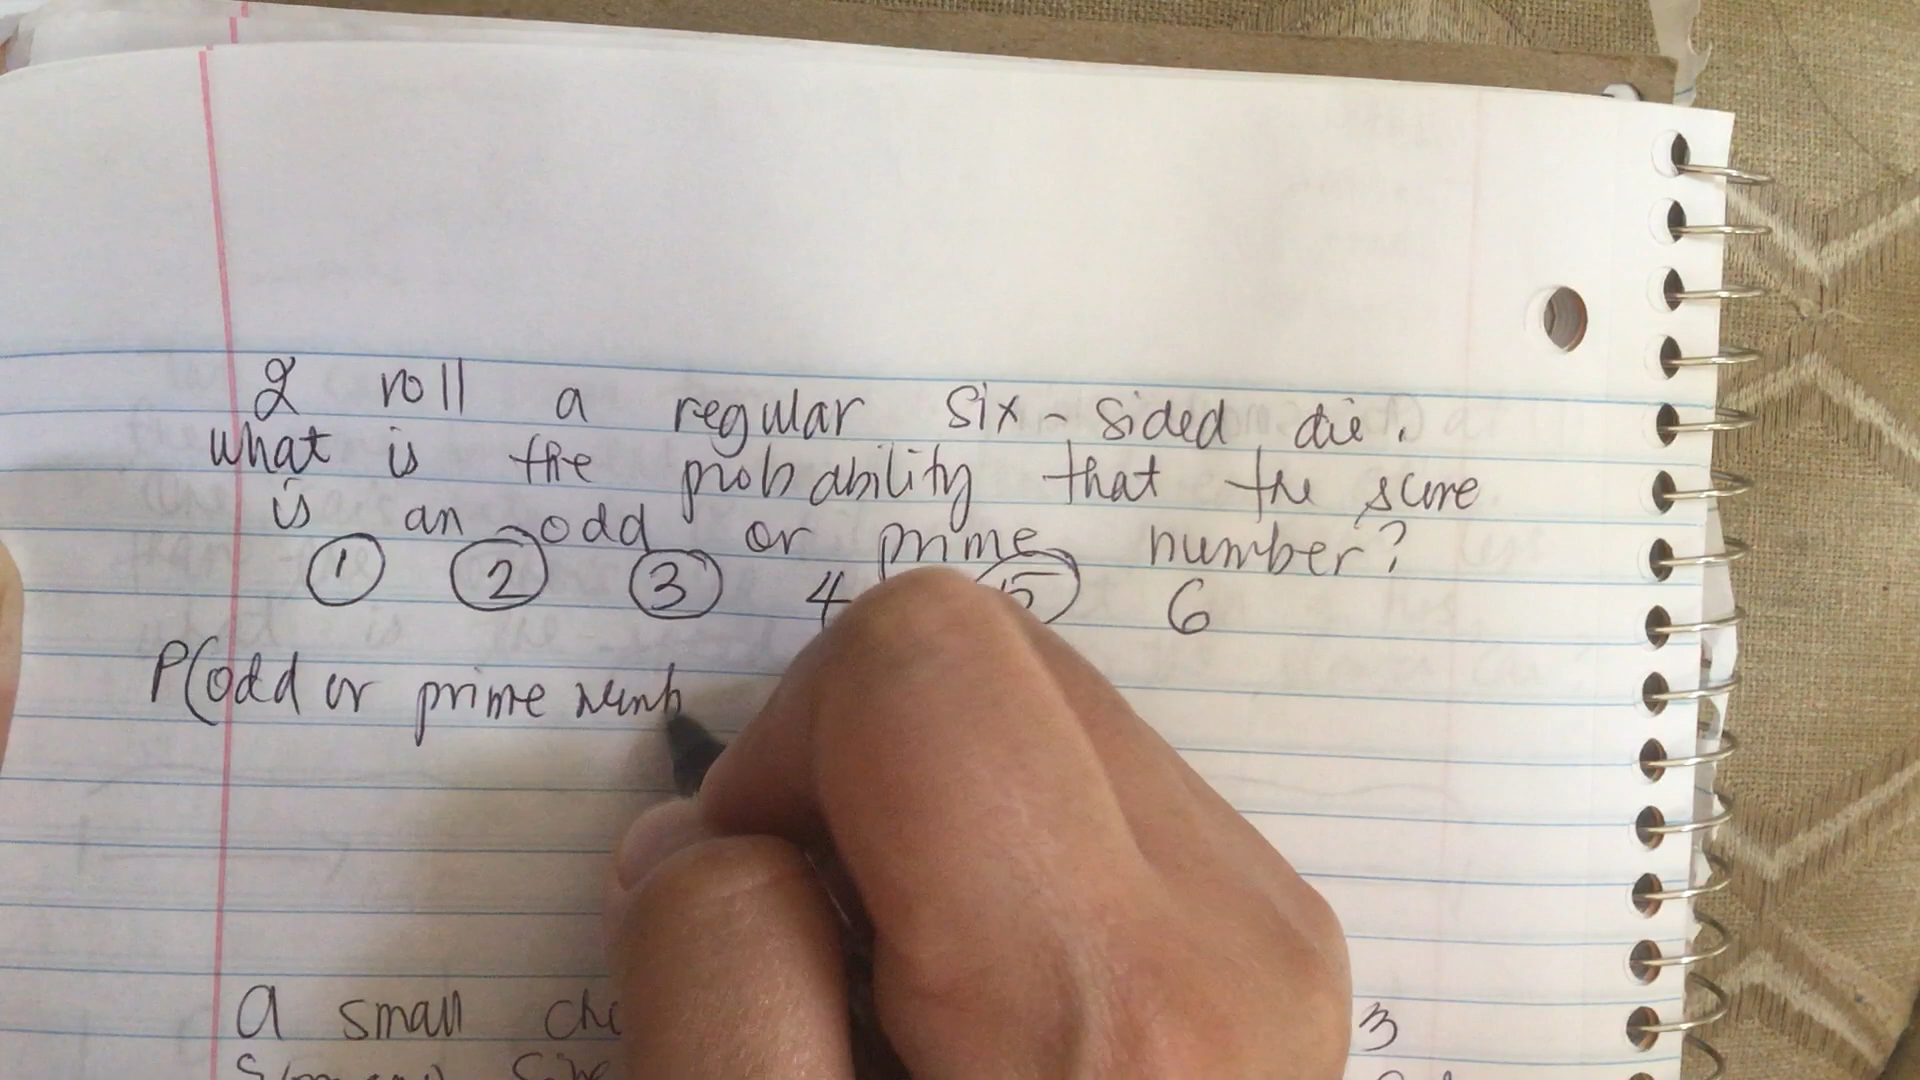 I roll a regular six-sided die.
what is the probability that the score
is an odd or prime number?
1 2 3 4 5 6
P(odd or prime numb
a small 3